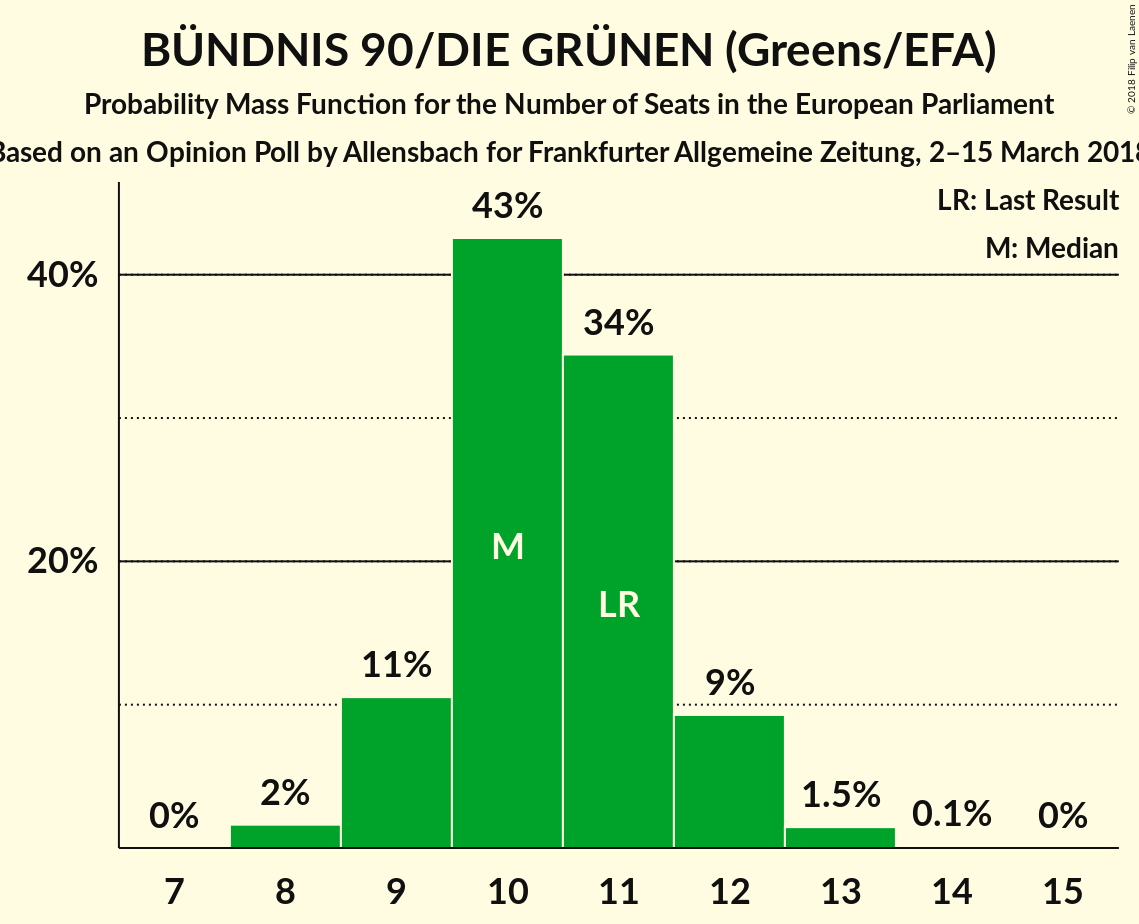 BÜNDNIS 90/DIE GRÜNEN (Greens/EFA)
Probability Mass Function for the Number of Seats in the European Parliament
Based on an Opinion Poll by Allensbach for Frankfurter Allgemeine Zeitung, 2–15 March 2018
© 2018 Filip van Laenen
LR: Last Result
M: Median
40%
20%
0%
2%
11%
43%
34%
9%
1.5%
0.1%
0%
M
LR
7 8 9 10 11 12 13 14 15